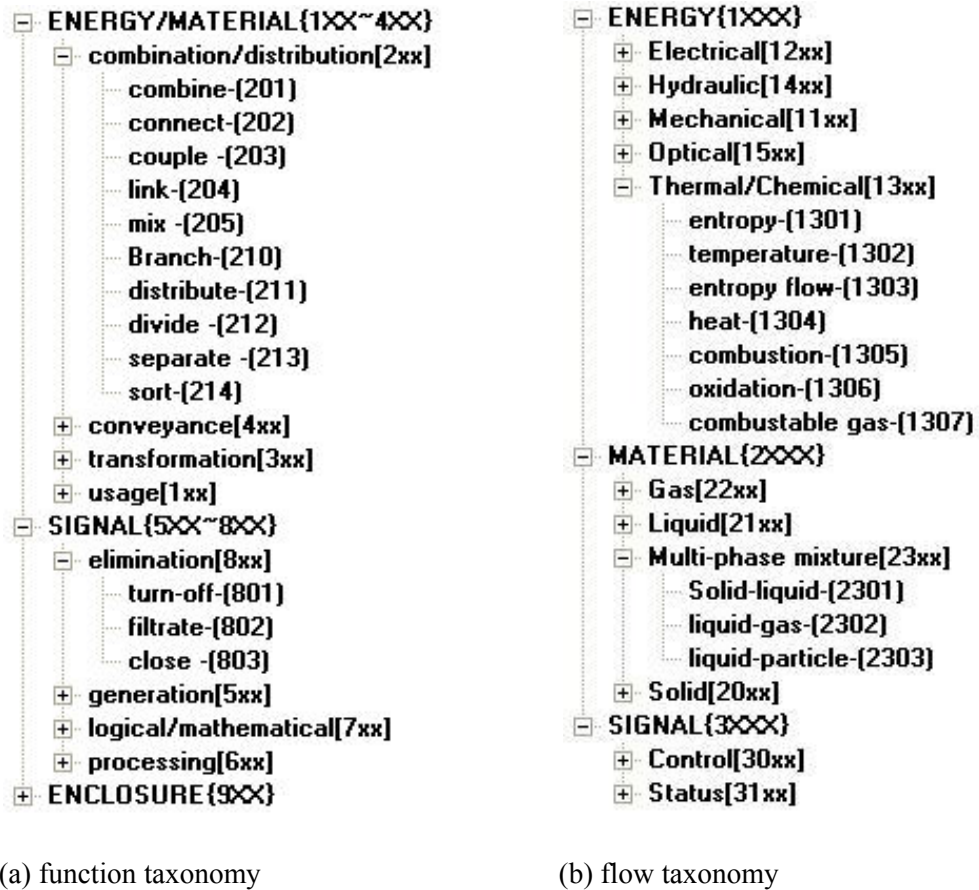 ENERGY/MATERIAL{1XX~4XX}
combination/distribution[2xx]
combine-(201)
connect-(202)
couple -(203)
link-(204)
mix -(205)
Branch-(210)
distribute-(211)
divide -(212)
separate -(213)
sort-(214)
conveyance[4xx]
transformation[3xx]
usage[1xx]
SIGNAL{5XX~8XX}
elimination[8xx]
turn-off-(801)
filtrate-(802)
close -(803)
generation[5xx]
logical/mathematical[7xx]
processing[6xx]
ENCLOSURE{9XX}
(a) function taxonomy
ENERGY{1XXX}
Electrical[12xx]
Hydraulic[14xx]
Mechanical[11xx]
Optical[15xx]
Thermal/Chemical[13xx]
entropy-(1301)
temperature-(1302)
entropy flow-(1303)
heat-(1304)
combustion-(1305)
oxidation-(1306)
combustable gas-(1307)
MATERIAL{2XXX}
Gas[22xx]
Liquid[21xx]
Multi-phase mixture[23xx]
Solid-liquid-(2301)
liquid-gas-(2302)
liquid-particle-(2303)
Solid[20xx]
SIGNAL{3XXX}
Control[30xx]
Status[31xx]
(b) flow taxonomy